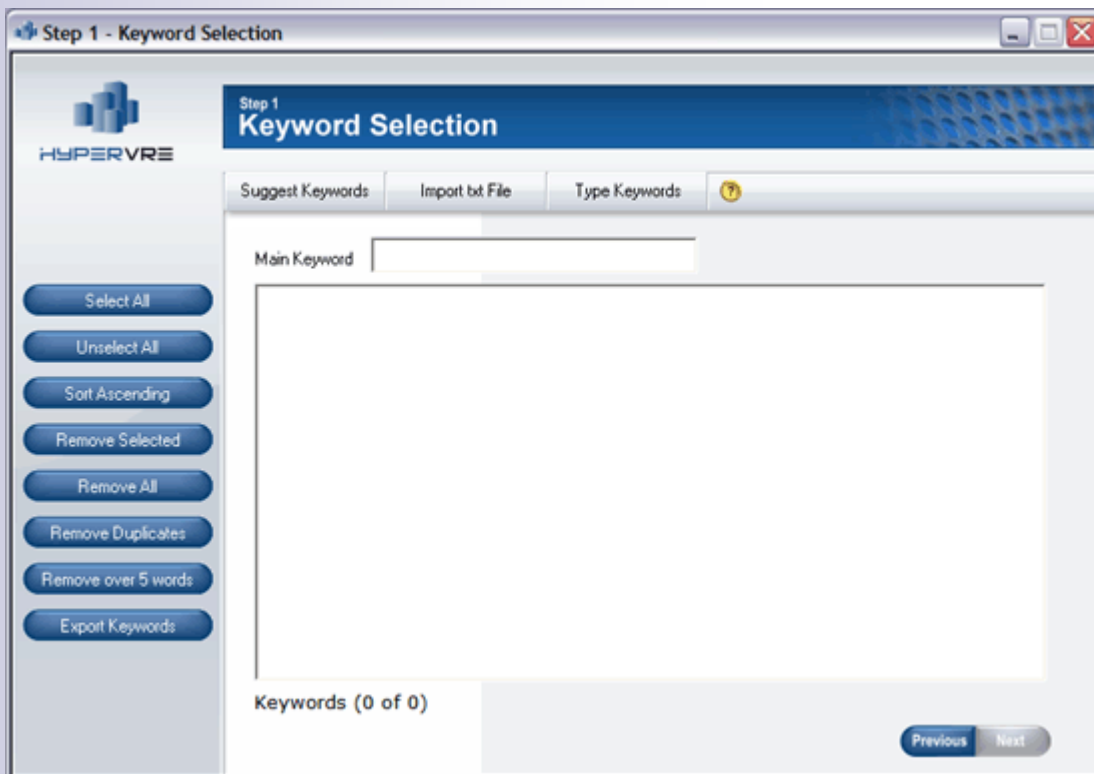 Step 1 - Keyword Selection
HYPERVRE
Step 1
Keyword Selection
Suggest Keywords Import txt File Type Keywords ?
Main Keyword
Select All
Unselect All
Sort Ascending
Remove Selected
Remove All
Remove Duplicates
Remove over 5 words
Export Keywords
Keywords (0 of 0)
Previous Next